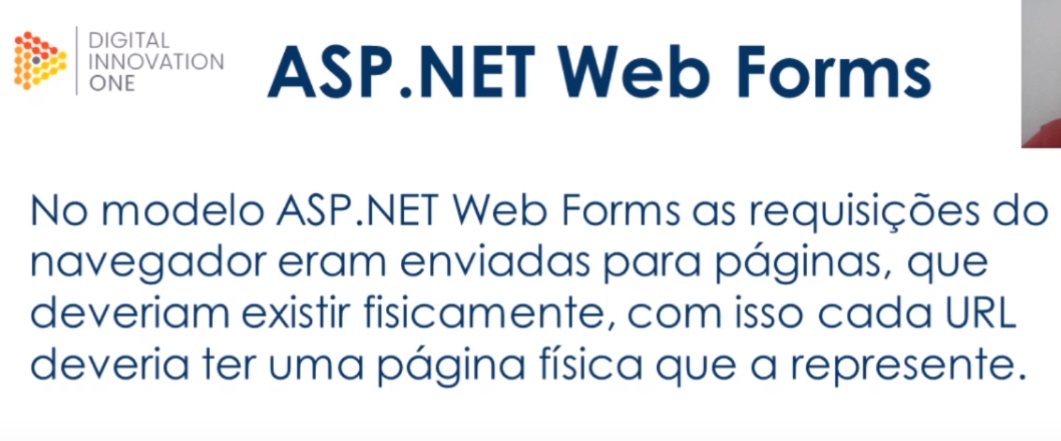 DIGITAL
INNOVATION
ONE
ASP.NET Web Forms
No modelo ASP.NET Web Forms as requisições do
navegador eram enviadas para páginas, que
deveriam existir fisicamente, com isso cada URL
deveria ter uma página física que a represente.